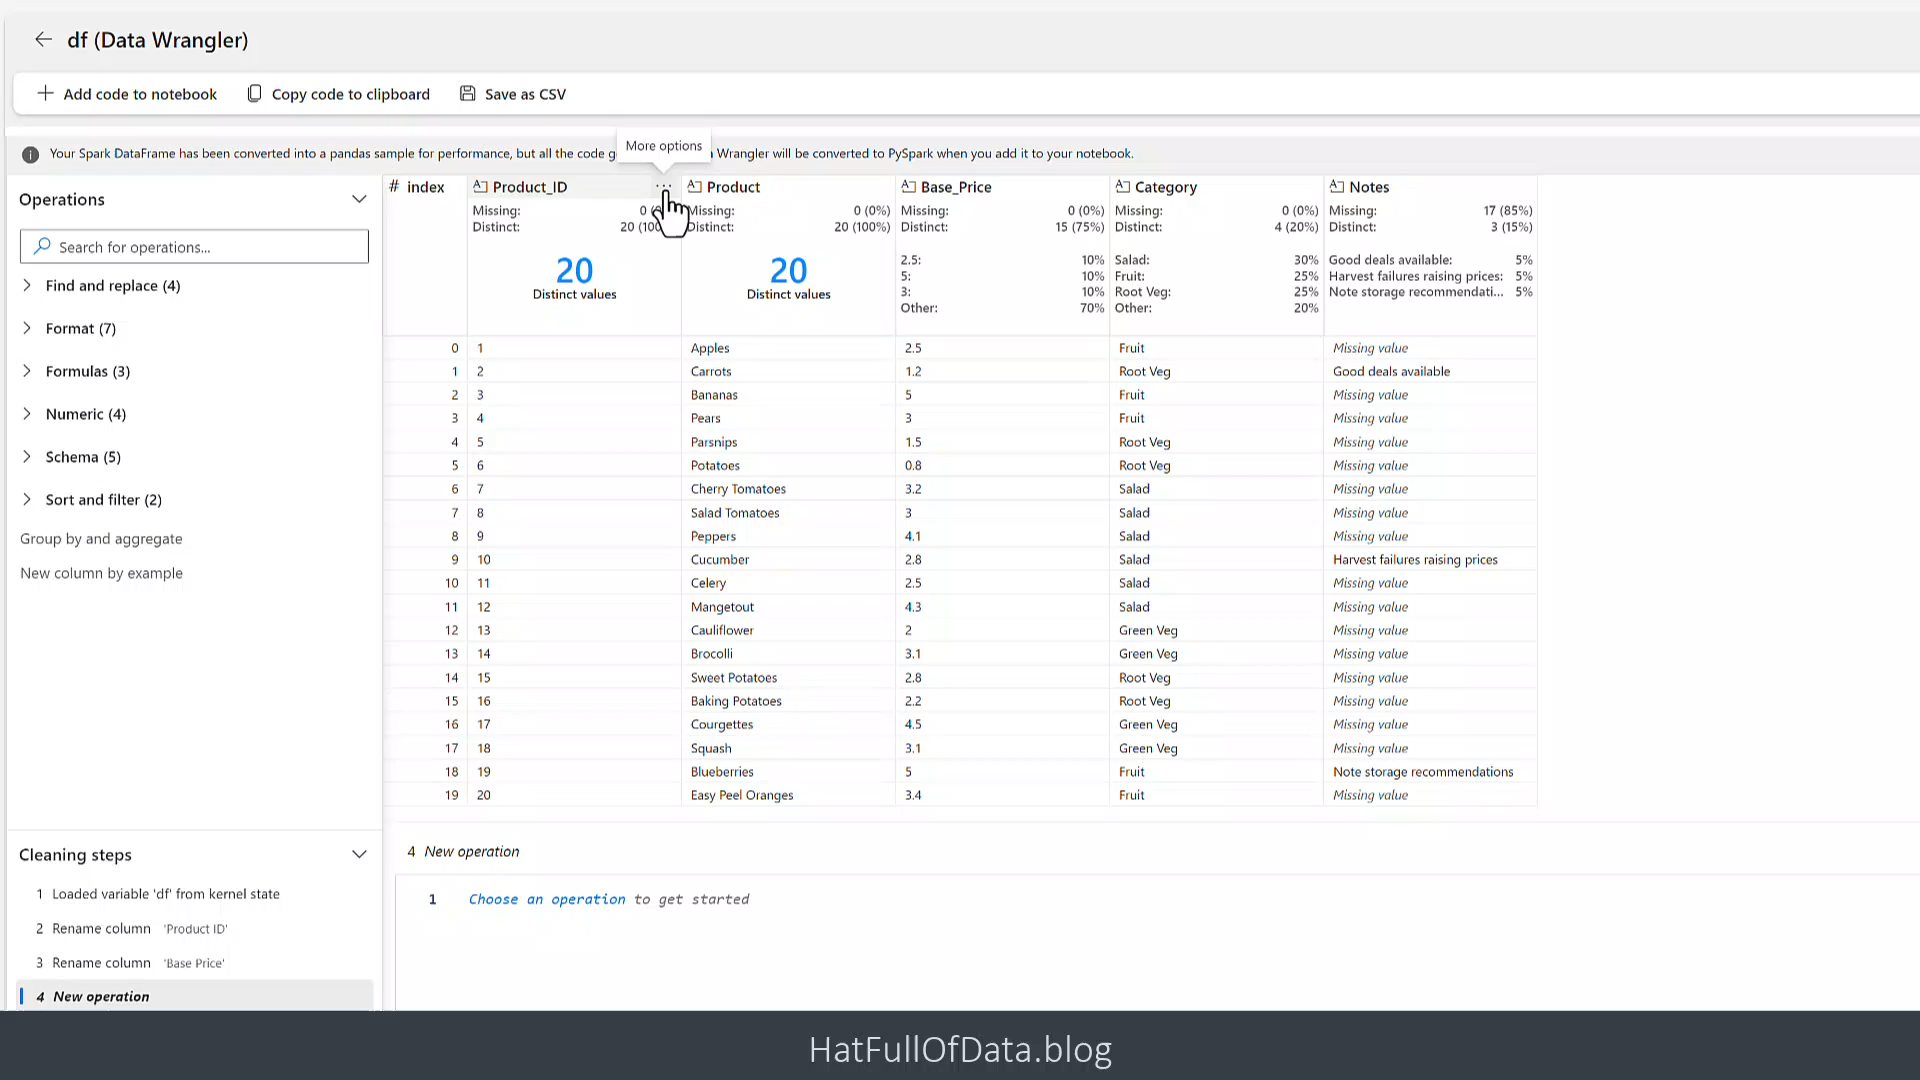 df (Data Wrangler)
Add code to notebook Copy code to clipboard Save as CSV
More options
Your Spark DataFrame has been converted into a pandas sample for performance, but all the code g Wrangler will be converted to PySpark when you add it to your notebook.
Operations
Search for operations...
Find and replace (4)
Format (7)
Formulas (3)
Numeric (4)
Schema (5)
Sort and filter (2)
Group by and aggregate
New column by example
# index Product_ID ... Product Base_Price Category Notes
Missing: 0 Missing: 0 (0%) Missing: 0 (0%) Missing: 0 (0%) Missing: 17 (85%)
Distinct: 20 (100 Distinct: 20 (100%) Distinct: 15 (75%) Distinct: 4 (20%) Distinct: 3 (15%)
2.5: 10% Salad: 30% Good deals available: 5%
20 20 5: 10% Fruit: 25% Harvest failures raising prices: 5%
Distinct values Distinct values 3: 10% Root Veg: 25% Note storage recommendati... 5%
Other: 70% Other: 20%
0 1 Apples 2.5 Fruit Missing value
1 2 Carrots 1.2 Root Veg Good deals available
2 3 Bananas 5 Fruit Missing value
3 4 Pears 3 Fruit Missing value
4 5 Parsnips 1.5 Root Veg Missing value
5 6 Potatoes 0.8 Root Veg Missing value
6 7 Cherry Tomatoes 3.2 Salad Missing value
7 8 Salad Tomatoes 3 Salad Missing value
8 9 Peppers 4.1 Salad Missing value
9 10 Cucumber 2.8 Salad Harvest failures raising prices
10 11 Celery 2.5 Salad Missing value
11 12 Mangetout 4.3 Salad Missing value
12 13 Cauliflower 2 Green Veg Missing value
13 14 Brocolli 3.1 Green Veg Missing value
14 15 Sweet Potatoes 2.8 Root Veg Missing value
15 16 Baking Potatoes 2.2 Root Veg Missing value
16 17 Courgettes 4.5 Green Veg Missing value
17 18 Squash 3.1 Green Veg Missing value
18 19 Blueberries 5 Fruit Note storage recommendations
19 20 Easy Peel Oranges 3.4 Fruit Missing value
Cleaning steps
1 Loaded variable 'df' from kernel state
2 Rename column 'Product ID'
3 Rename column 'Base Price'
4 New operation
4 New operation
1 Choose an operation to get started
HatFullOfData.blog